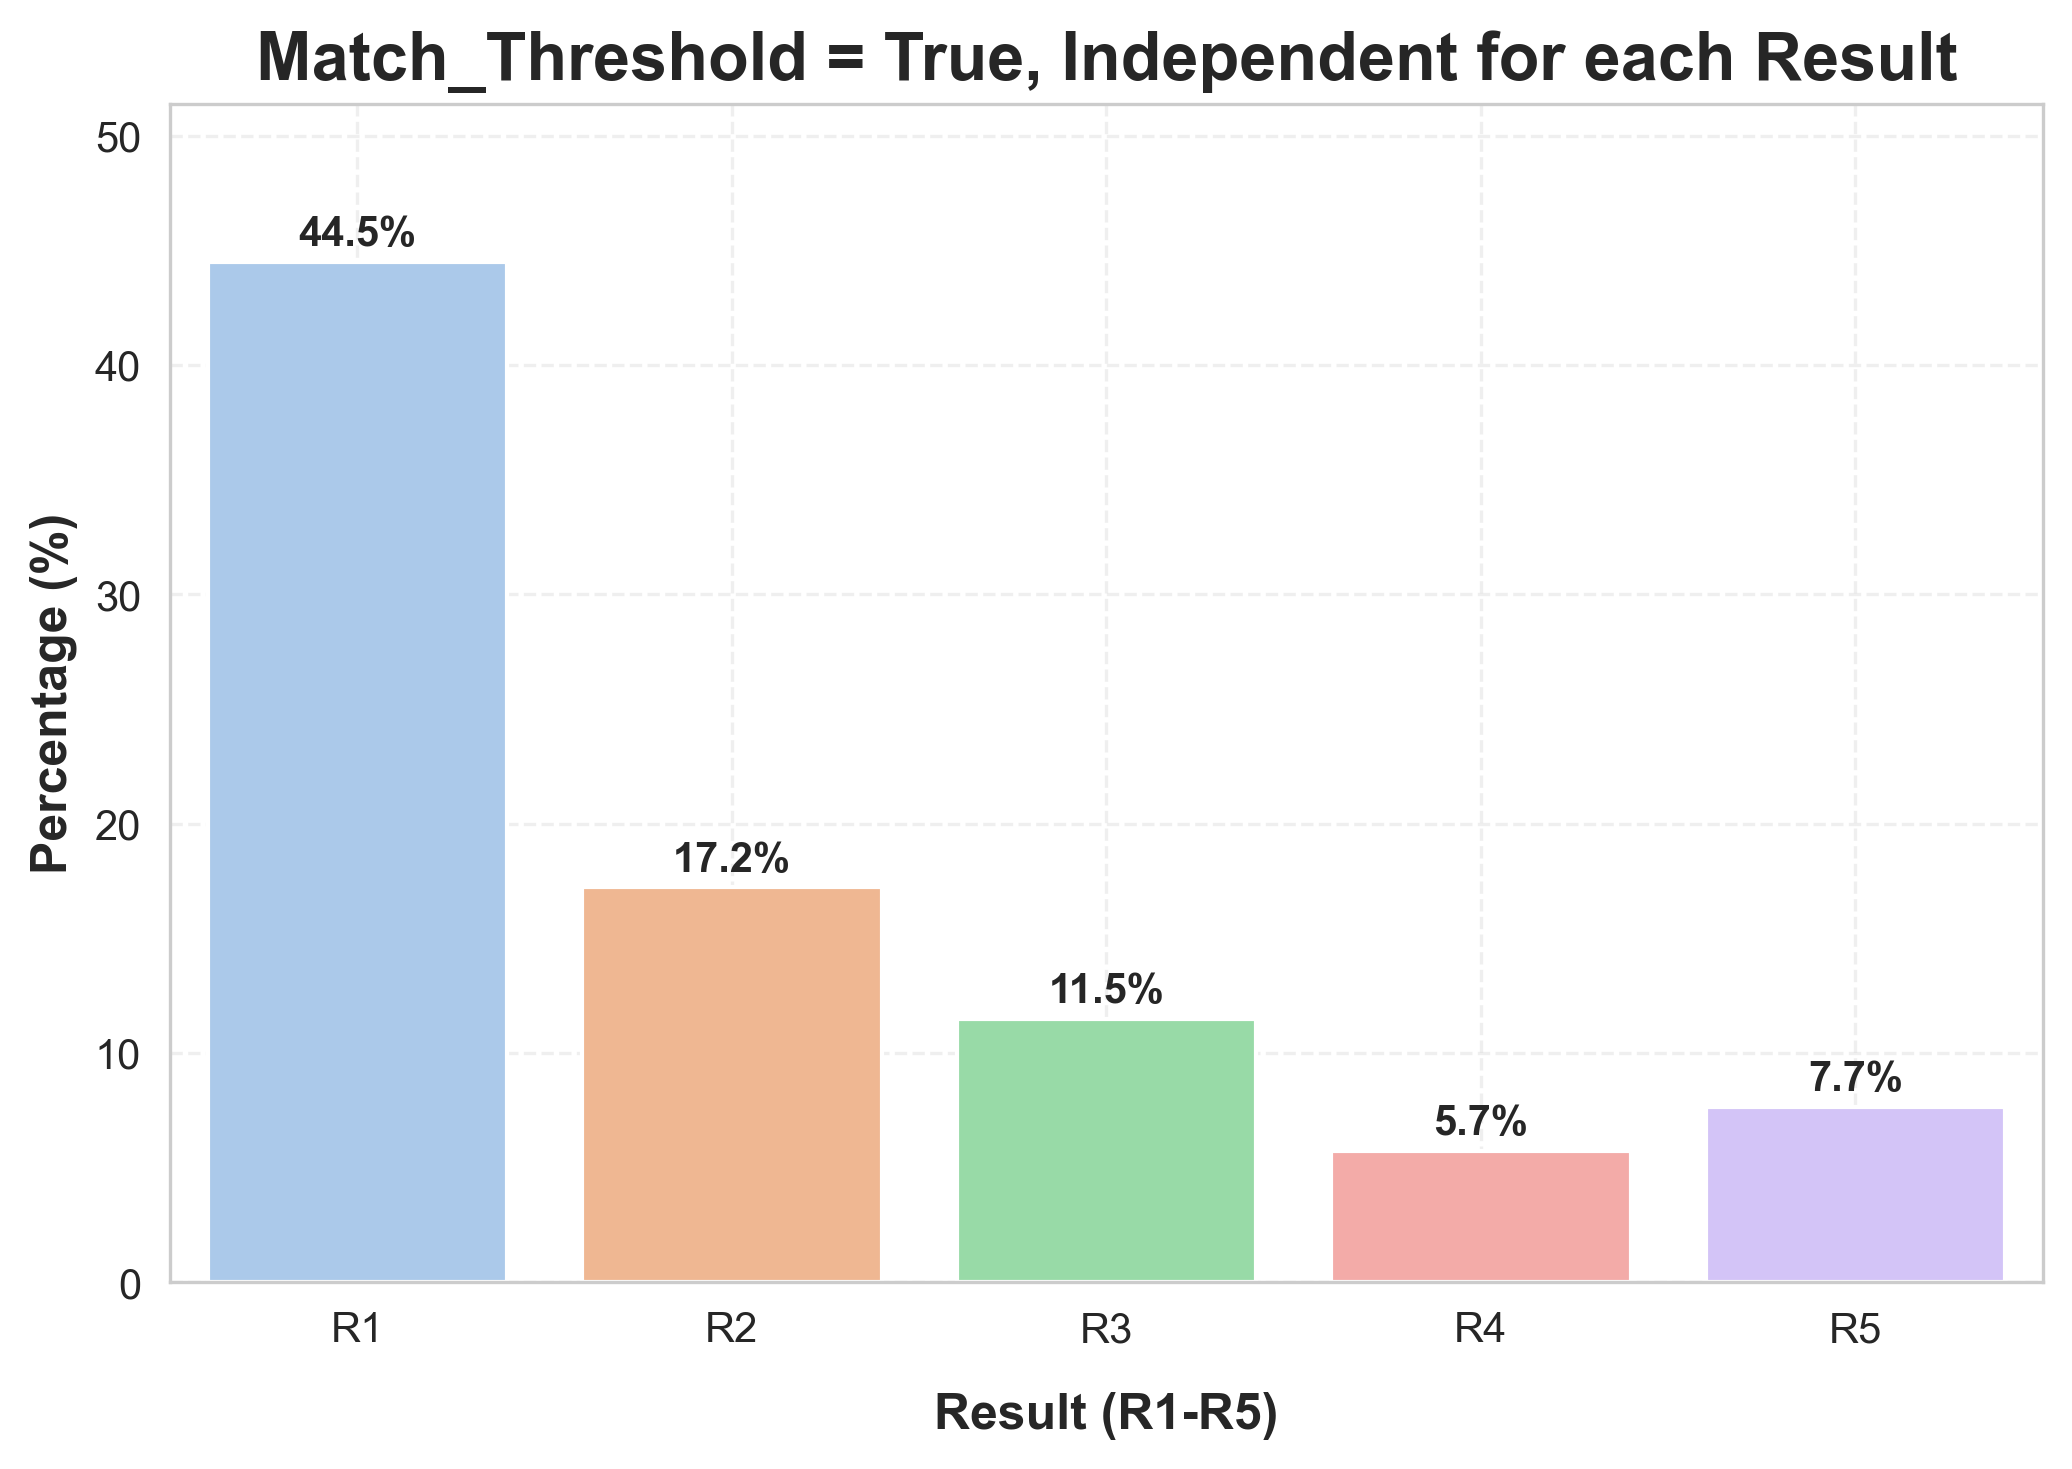 Match_Threshold = True, Independent for each Result
50
40
30
20
10
0
Percentage (%)
44.5%
17.2%
11.5%
5.7%
7.7%
R1
R2
R3
R4
R5
Result (R1-R5)